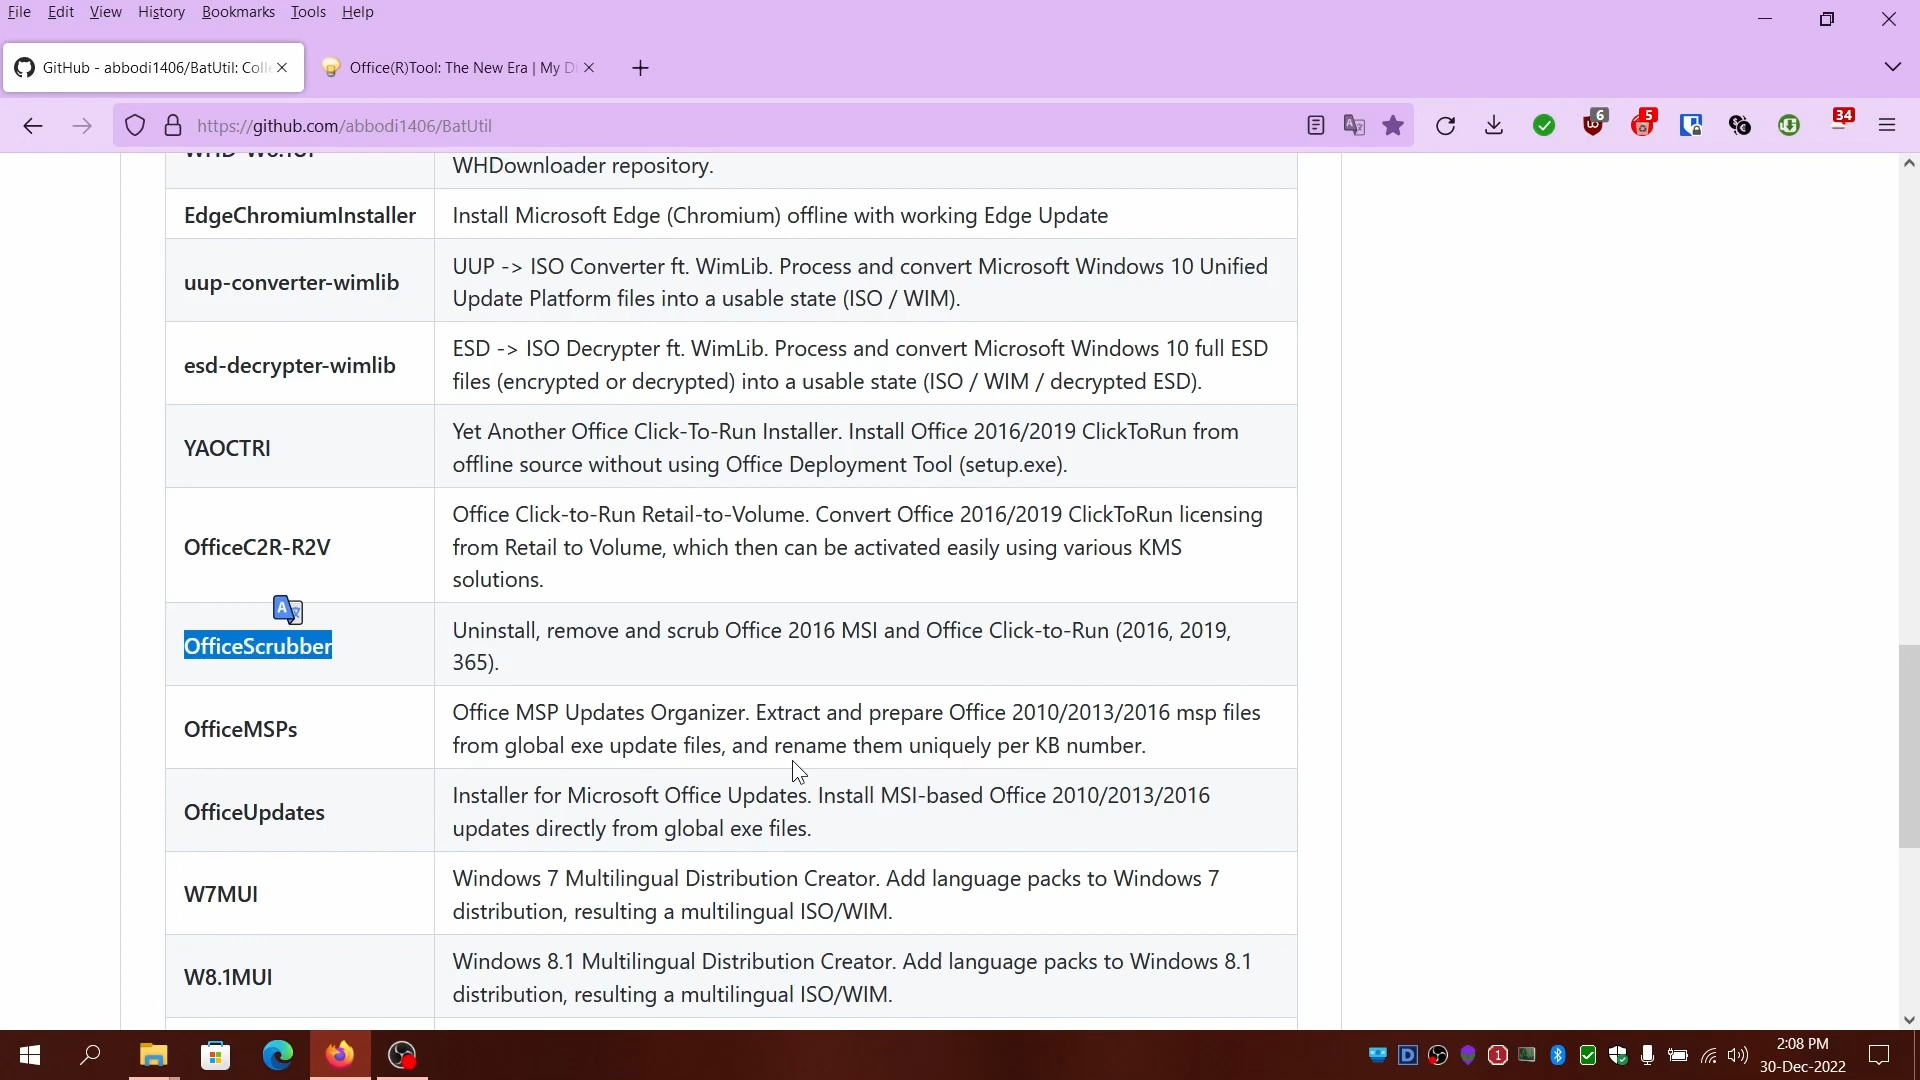 File Edit View History Bookmarks Tools Help
GitHub - abbodi1406/BatUtil: Colle
Office(R)Tool: The New Era | My Di
https://github.com/abbodi1406/BatUtil
6
5
34
WHDownloader repository.
EdgeChromiumInstaller
Install Microsoft Edge (Chromium) offline with working Edge Update
uup-converter-wimlib
UUP -> ISO Converter ft. WimLib. Process and convert Microsoft Windows 10 Unified
Update Platform files into a usable state (ISO / WIM).
esd-decrypter-wimlib
ESD -> ISO Decrypter ft. WimLib. Process and convert Microsoft Windows 10 full ESD
files (encrypted or decrypted) into a usable state (ISO / WIM / decrypted ESD).
YAOCTRI
Yet Another Office Click-To-Run Installer. Install Office 2016/2019 ClickToRun from
offline source without using Office Deployment Tool (setup.exe).
OfficeC2R-R2V
Office Click-to-Run Retail-to-Volume. Convert Office 2016/2019 ClickToRun licensing
from Retail to Volume, which then can be activated easily using various KMS
solutions.
OfficeScrubber
Uninstall, remove and scrub Office 2016 MSI and Office Click-to-Run (2016, 2019,
365).
OfficeMSPs
Office MSP Updates Organizer. Extract and prepare Office 2010/2013/2016 msp files
from global exe update files, and rename them uniquely per KB number.
OfficeUpdates
Installer for Microsoft Office Updates. Install MSI-based Office 2010/2013/2016
updates directly from global exe files.
W7MUI
Windows 7 Multilingual Distribution Creator. Add language packs to Windows 7
distribution, resulting a multilingual ISO/WIM.
W8.1MUI
Windows 8.1 Multilingual Distribution Creator. Add language packs to Windows 8.1
distribution, resulting a multilingual ISO/WIM.
2:08 PM
30-Dec-2022